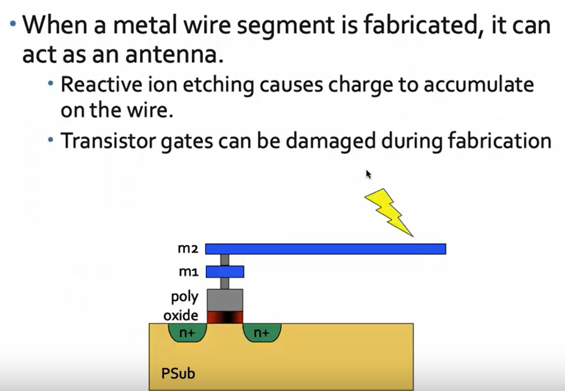 • When a metal wire segment is fabricated, it can
act as an antenna.
• Reactive ion etching causes charge to accumulate
on the wire.
• Transistor gates can be damaged during fabrication
m2
m1
poly
oxide
n+ n+
PSub